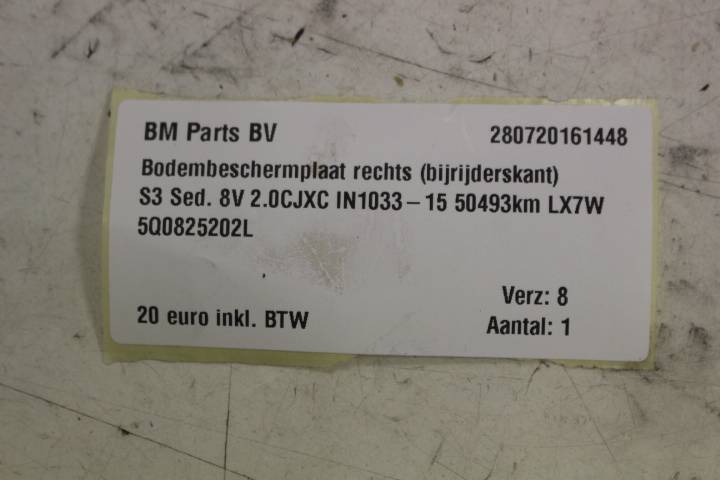 BM Parts BV 280720161448
Bodembeschermplaat rechts (bijrijderskant)
S3 Sed. 8V 2.0CJXC IN1033-15 50493km LX7W
5Q0825202L
Verz: 8
20 euro inkl. BTW Aantal: 1